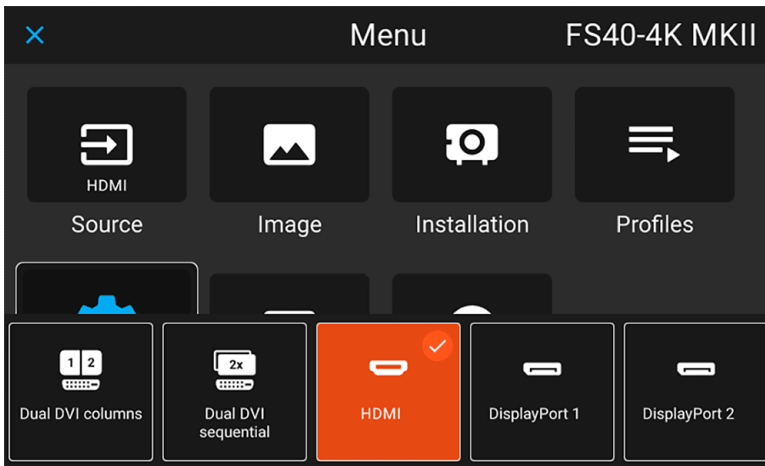 Menu
FS40-4K MKII
HDMI
Source
Image
Installation
Profiles
1 2
Dual DVI columns
2x
Dual DVI
sequential
HDMI
DisplayPort 1
DisplayPort 2